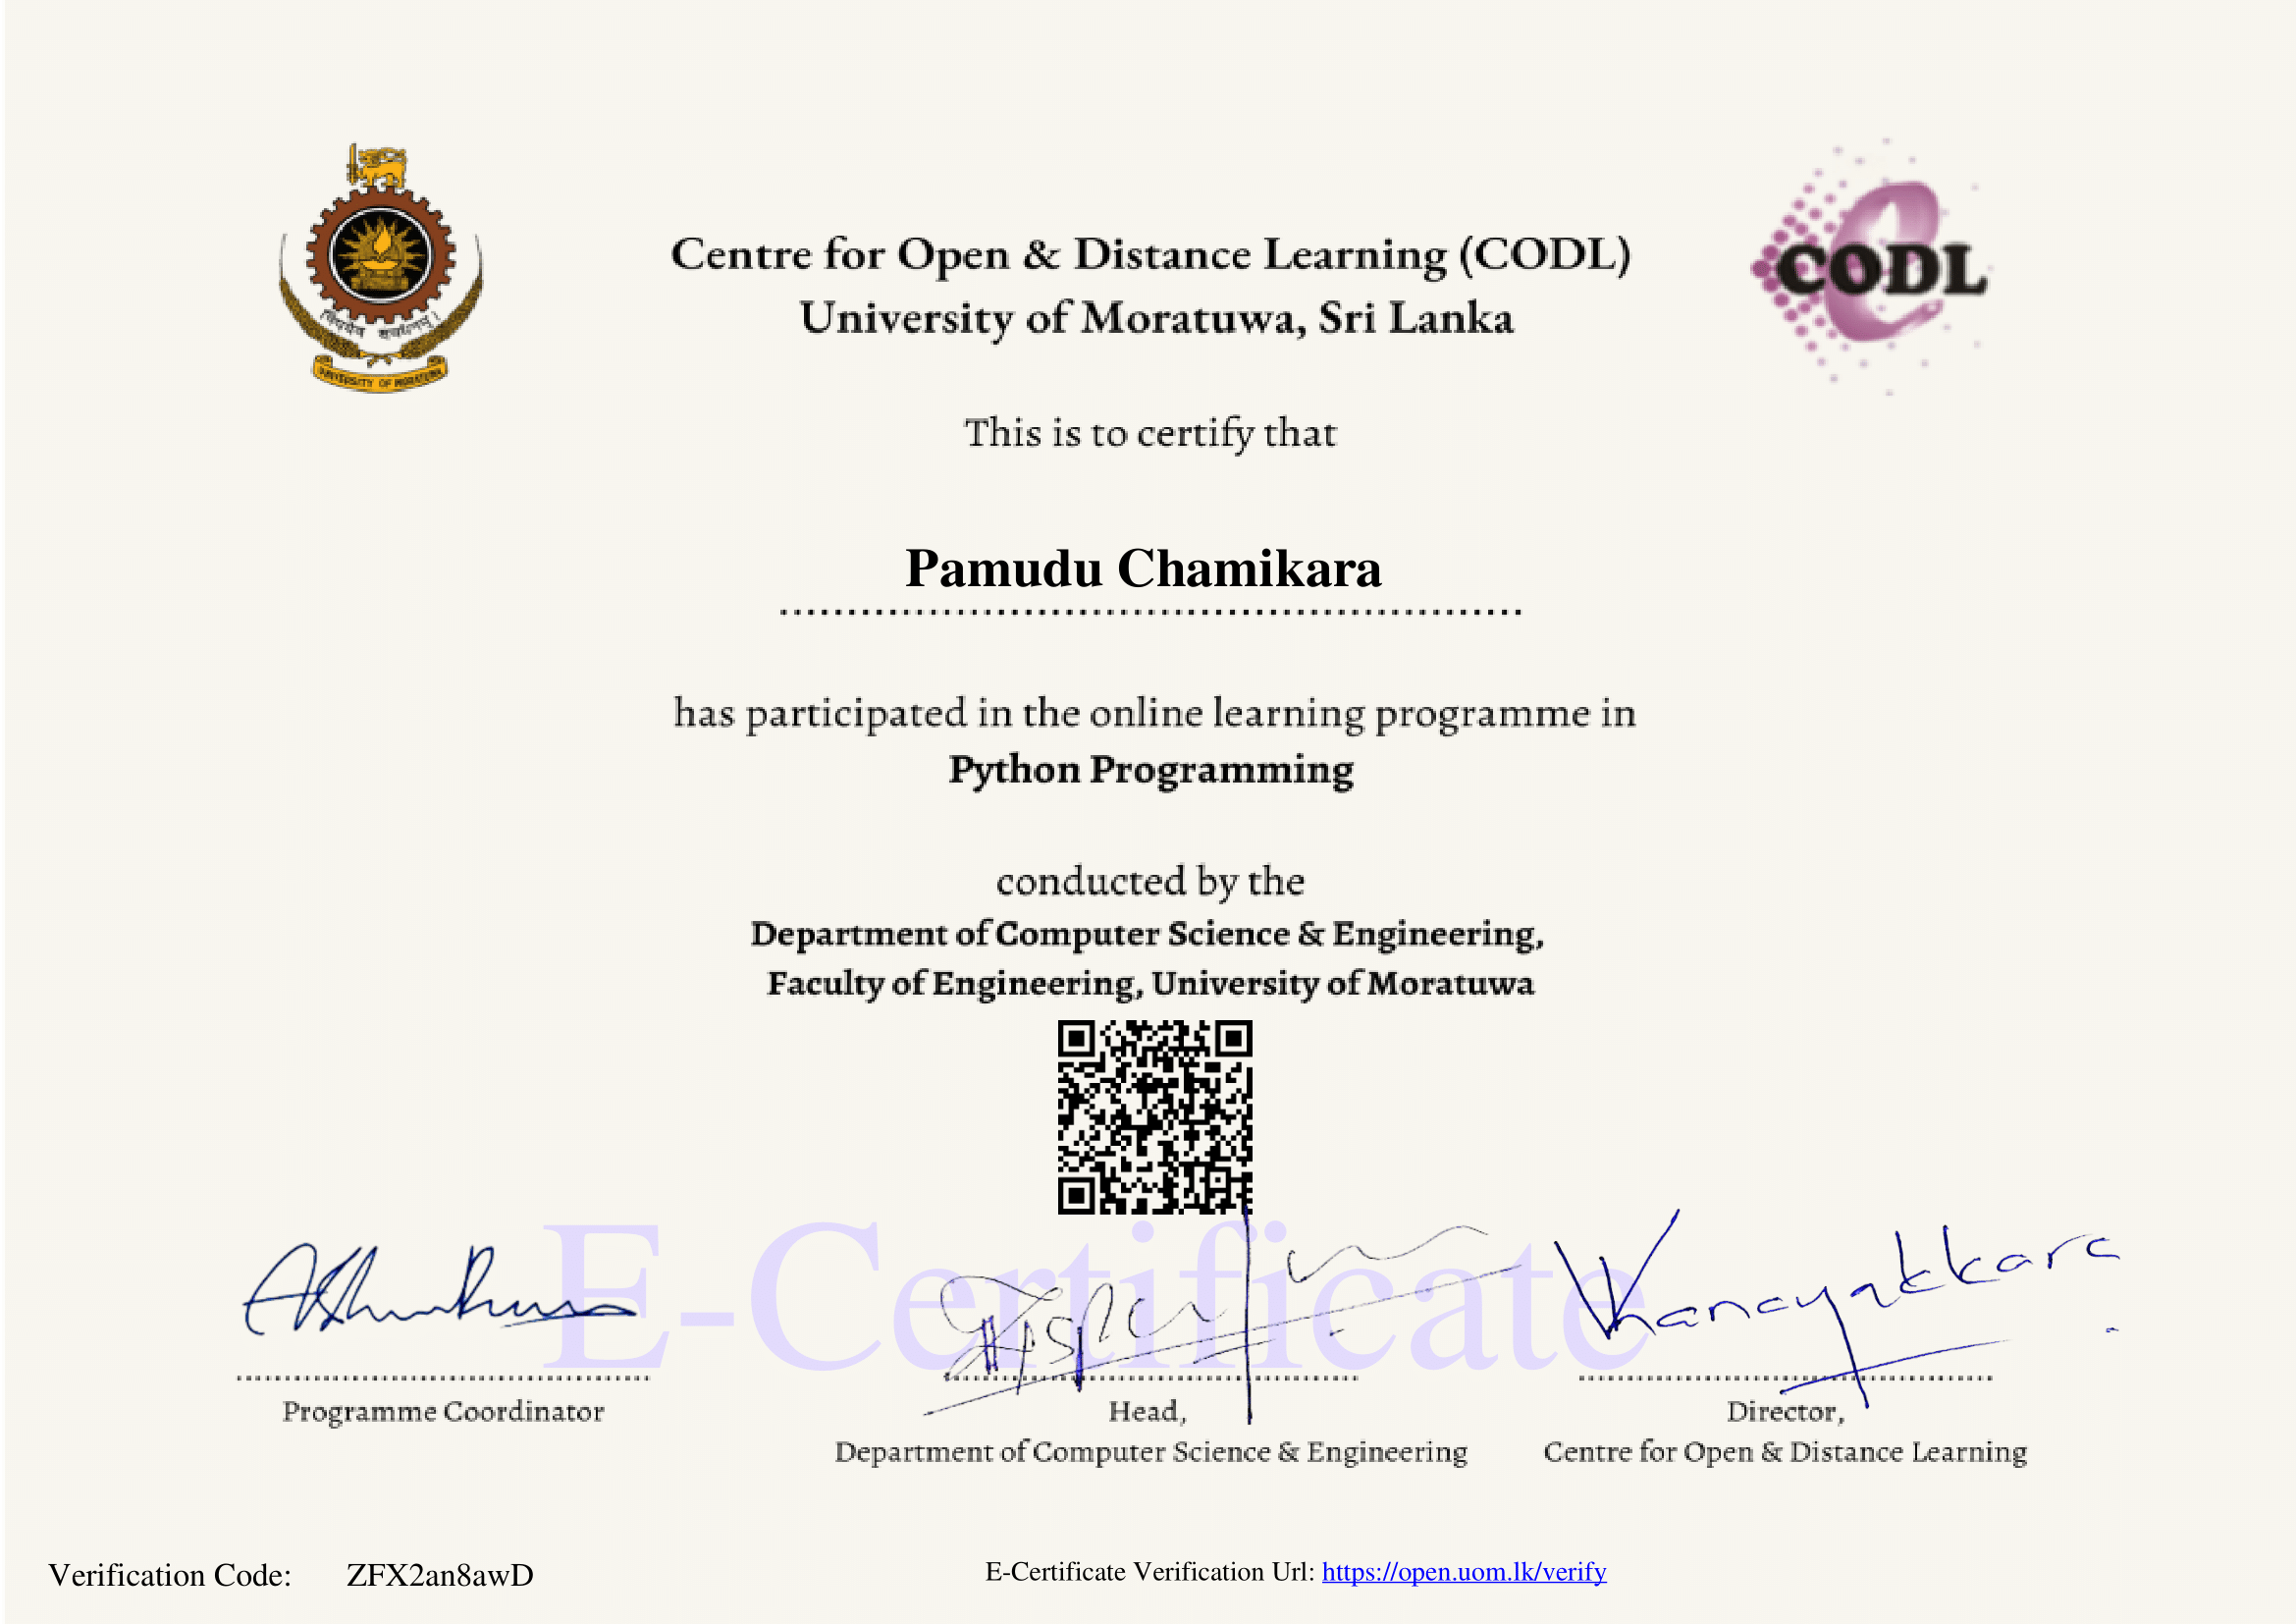 Centre for Open & Distance Learning (CODL)
University of Moratuwa, Sri Lanka
CODL
UNIVERSITY OF MORATUWA
This is to certify that
Pamudu Chamikara
has participated in the online learning programme in
Python Programming
conducted by the
Department of Computer Science & Engineering,
Faculty of Engineering, University of Moratuwa
E-Certificate
Programme Coordinator
Head,
Department of Computer Science & Engineering
Director,
Centre for Open & Distance Learning
Verification Code: ZFX2an8awD
E-Certificate Verification Url: https://open.uom.lk/verify